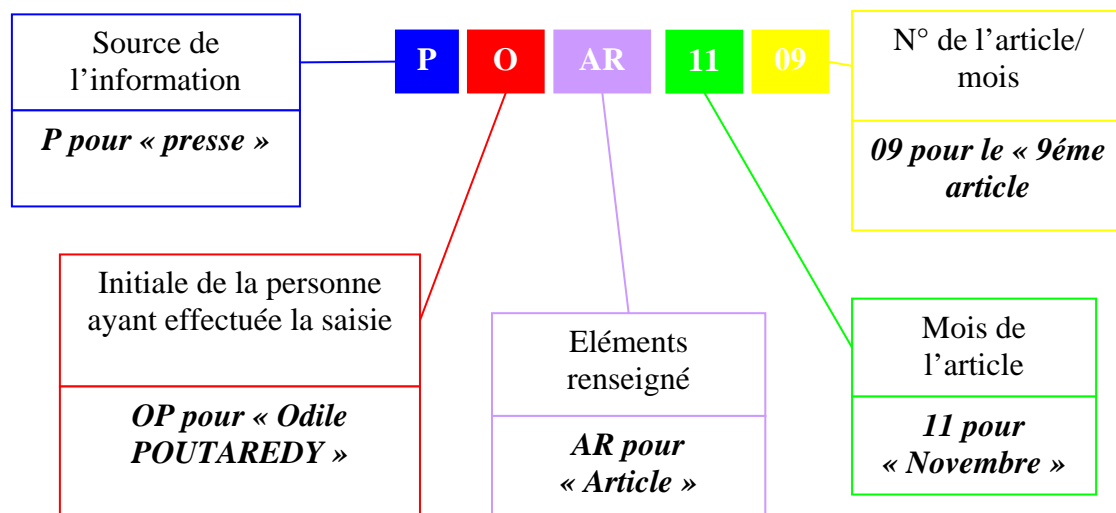 Source de
l’information
P pour « presse »
P O AR 11 09
N° de l’article/
mois
09 pour le « 9éme
article
Initiale de la personne
ayant effectuée la saisie
OP pour « Odile
POUTAREDY »
Eléments
renseigné
AR pour
« Article »
Mois de
l’article
11 pour
« Novembre »